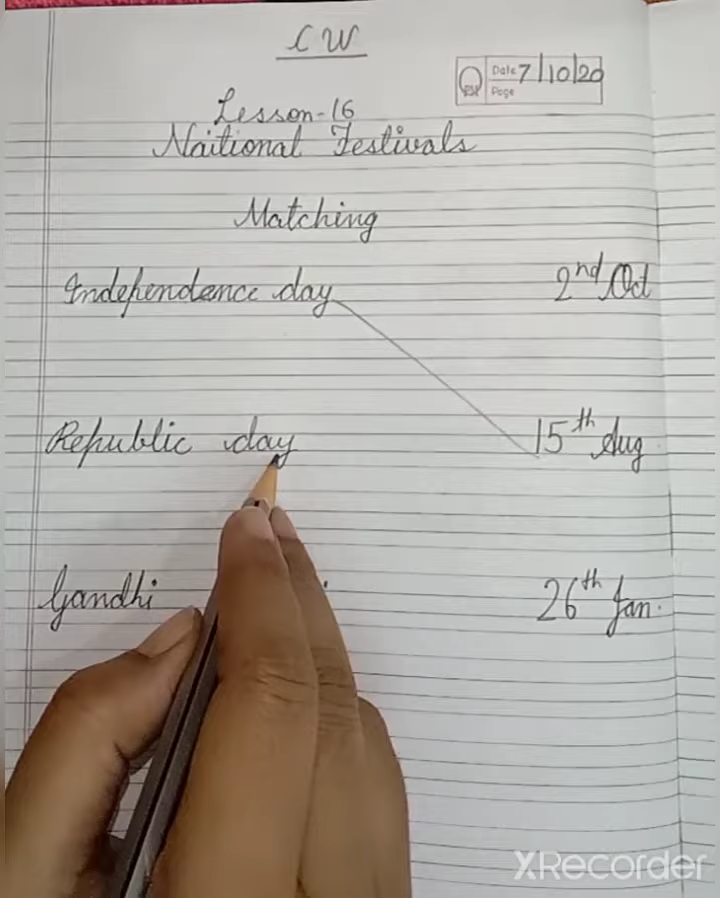 CW
Date 7/10/20
Page
Lesson-16
Naitional Festivals
Matching
Independence day 2nd Oct
Republic day 15th Aug
Gandhi 26th Jan.
XRecorder